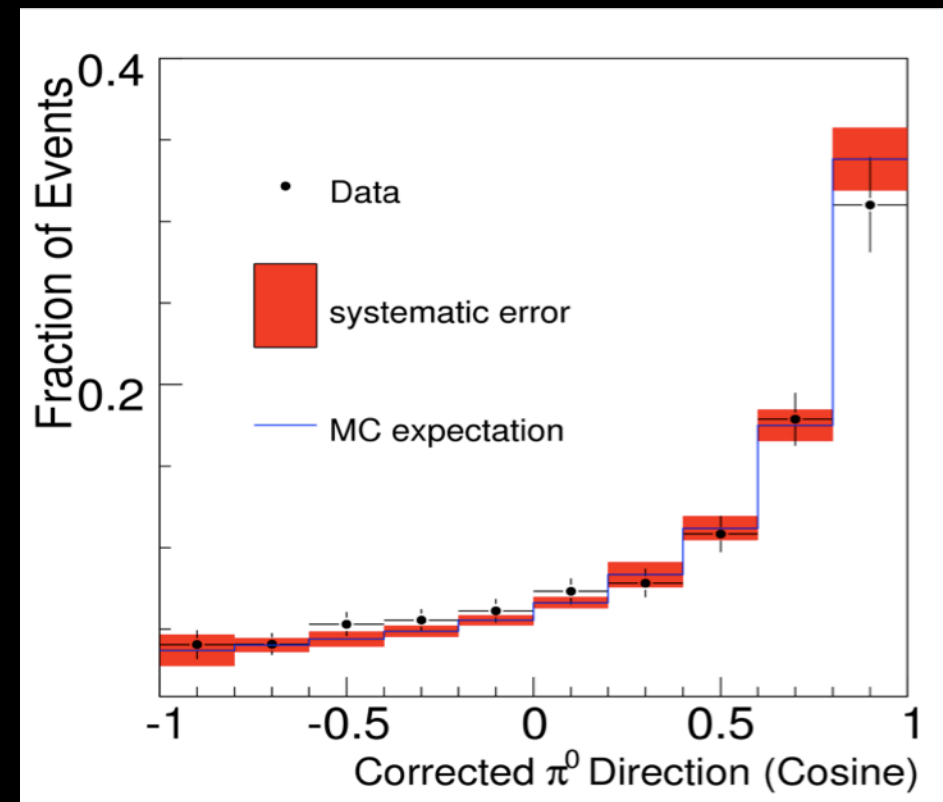 Fraction of Events
0.4
0.2
Data
systematic error
MC expectation
-1 -0.5 0 0.5 1
Corrected π⁰ Direction (Cosine)